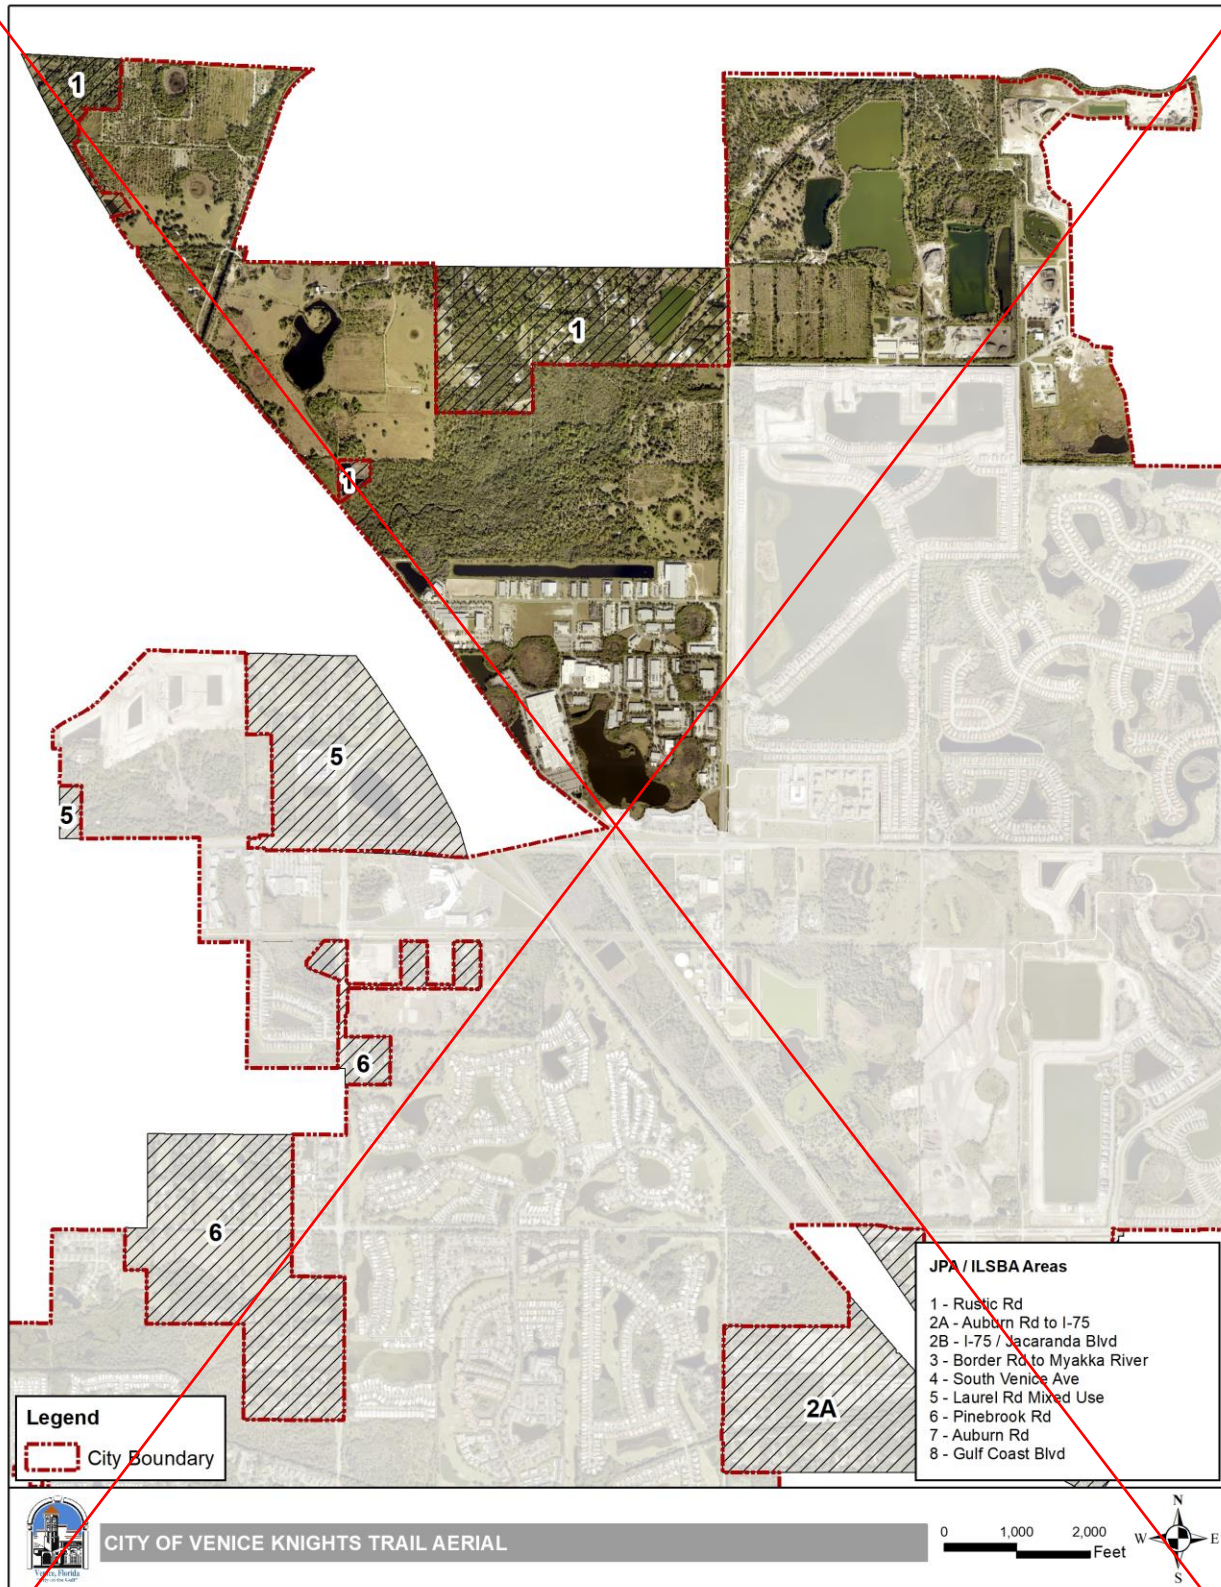 1
1
1
5
5
6
6
2A
JPA / ILSBA Areas
1 - Rustic Rd
2A - Auburn Rd to I-75
2B - I-75 / Jacaranda Blvd
3 - Border Rd to Myakka River
4 - South Venice Ave
5 - Laurel Rd Mixed Use
6 - Pinebrook Rd
7 - Auburn Rd
8 - Gulf Coast Blvd
Legend
City Boundary
Venice, Florida
CITY OF VENICE KNIGHTS TRAIL AERIAL
0 1,000 2,000
Feet
N
W E
S